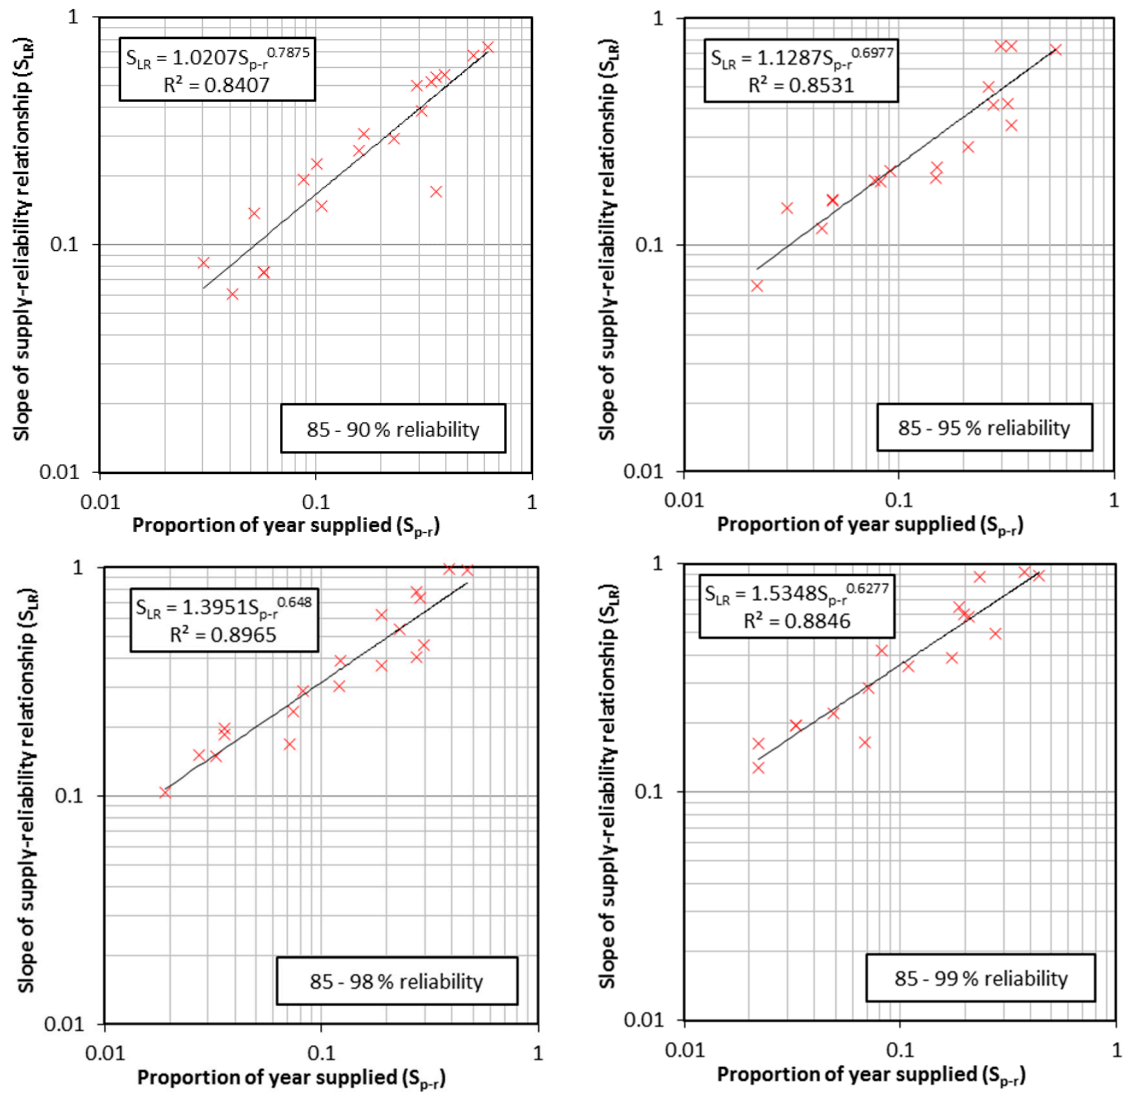 Slope of supply-reliability relationship (S_LR)
1
0.1
0.01
S_LR = 1.0207S_p-r^0.7875
R² = 0.8407
85 - 90 % reliability
0.01 0.1 1
Proportion of year supplied (S_p-r)
Slope of supply-reliability relationship (S_LR)
1
0.1
0.01
S_LR = 1.1287S_p-r^0.6977
R² = 0.8531
85 - 95 % reliability
0.01 0.1 1
Proportion of year supplied (S_p-r)
Slope of supply-reliability relationship (S_LR)
1
0.1
0.01
S_LR = 1.3951S_p-r^0.648
R² = 0.8965
85 - 98 % reliability
0.01 0.1 1
Proportion of year supplied (S_p-r)
Slope of supply-reliability relationship (S_LR)
1
0.1
0.01
S_LR = 1.5348S_p-r^0.6277
R² = 0.8846
85 - 99 % reliability
0.01 0.1 1
Proportion of year supplied (S_p-r)